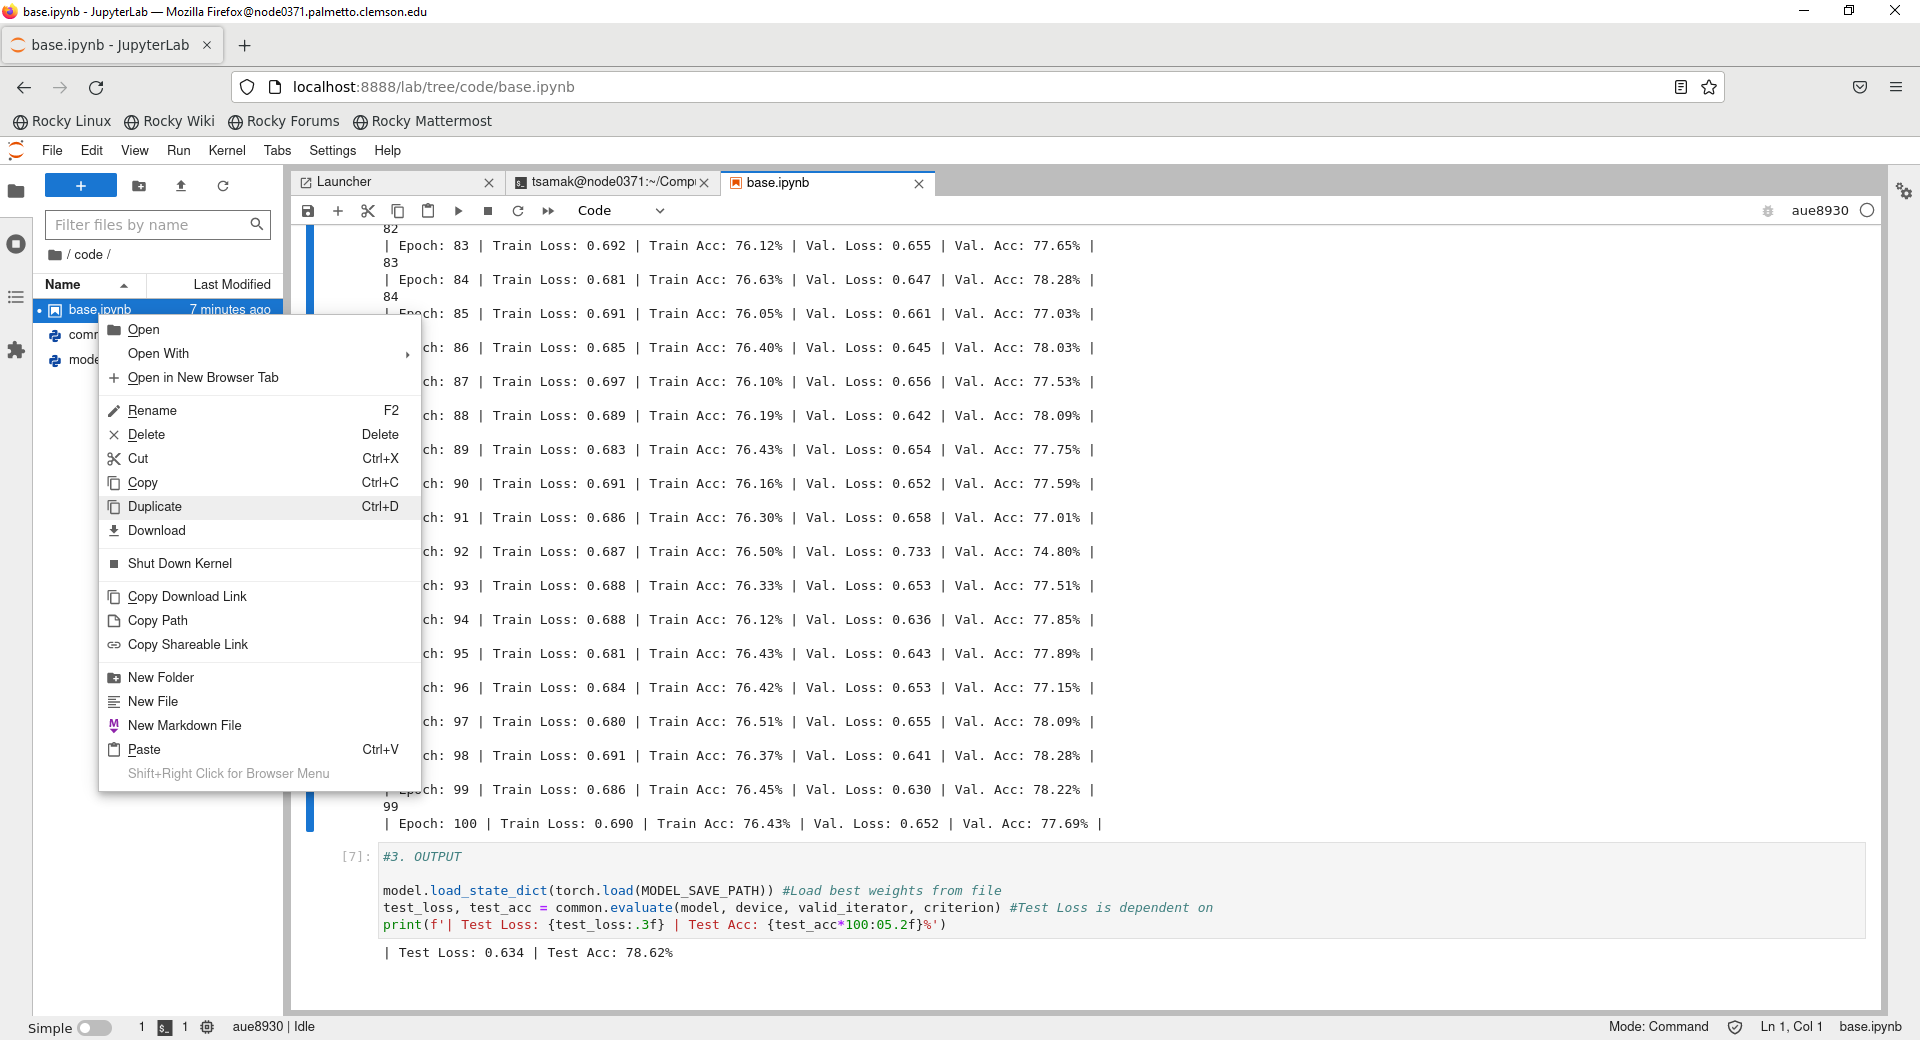 base.ipynb - JupyterLab — Mozilla Firefox@node0371.palmetto.clemson.edu
base.ipynb - JupyterLab
localhost:8888/lab/tree/code/base.ipynb
Rocky Linux Rocky Wiki Rocky Forums Rocky Mattermost
File Edit View Run Kernel Tabs Settings Help
Filter files by name
/ code /
Name Last Modified
base.ipynb 7 minutes ago
comm
mode
Open
Open With
Open in New Browser Tab
Rename F2
Delete Delete
Cut Ctrl+X
Copy Ctrl+C
Duplicate Ctrl+D
Download
Shut Down Kernel
Copy Download Link
Copy Path
Copy Shareable Link
New Folder
New File
M New Markdown File
Paste Ctrl+V
Shift+Right Click for Browser Menu
Launcher tsamak@node0371:~/Comp base.ipynb
Code aue8930
82
| Epoch: 83 | Train Loss: 0.692 | Train Acc: 76.12% | Val. Loss: 0.655 | Val. Acc: 77.65% |
83
| Epoch: 84 | Train Loss: 0.681 | Train Acc: 76.63% | Val. Loss: 0.647 | Val. Acc: 78.28% |
84
| Epoch: 85 | Train Loss: 0.691 | Train Acc: 76.05% | Val. Loss: 0.661 | Val. Acc: 77.03% |
ch: 86 | Train Loss: 0.685 | Train Acc: 76.40% | Val. Loss: 0.645 | Val. Acc: 78.03% |
ch: 87 | Train Loss: 0.697 | Train Acc: 76.10% | Val. Loss: 0.656 | Val. Acc: 77.53% |
ch: 88 | Train Loss: 0.689 | Train Acc: 76.19% | Val. Loss: 0.642 | Val. Acc: 78.09% |
ch: 89 | Train Loss: 0.683 | Train Acc: 76.43% | Val. Loss: 0.654 | Val. Acc: 77.75% |
ch: 90 | Train Loss: 0.691 | Train Acc: 76.16% | Val. Loss: 0.652 | Val. Acc: 77.59% |
ch: 91 | Train Loss: 0.686 | Train Acc: 76.30% | Val. Loss: 0.658 | Val. Acc: 77.01% |
ch: 92 | Train Loss: 0.687 | Train Acc: 76.50% | Val. Loss: 0.733 | Val. Acc: 74.80% |
ch: 93 | Train Loss: 0.688 | Train Acc: 76.33% | Val. Loss: 0.653 | Val. Acc: 77.51% |
ch: 94 | Train Loss: 0.688 | Train Acc: 76.12% | Val. Loss: 0.636 | Val. Acc: 77.85% |
ch: 95 | Train Loss: 0.681 | Train Acc: 76.43% | Val. Loss: 0.643 | Val. Acc: 77.89% |
ch: 96 | Train Loss: 0.684 | Train Acc: 76.42% | Val. Loss: 0.653 | Val. Acc: 77.15% |
ch: 97 | Train Loss: 0.680 | Train Acc: 76.51% | Val. Loss: 0.655 | Val. Acc: 78.09% |
ch: 98 | Train Loss: 0.691 | Train Acc: 76.37% | Val. Loss: 0.641 | Val. Acc: 78.28% |
| Epoch: 99 | Train Loss: 0.686 | Train Acc: 76.45% | Val. Loss: 0.630 | Val. Acc: 78.22% |
99
| Epoch: 100 | Train Loss: 0.690 | Train Acc: 76.43% | Val. Loss: 0.652 | Val. Acc: 77.69% |
[7]: #3. OUTPUT
model.load_state_dict(torch.load(MODEL_SAVE_PATH)) #Load best weights from file
test_loss, test_acc = common.evaluate(model, device, valid_iterator, criterion) #Test Loss is dependent on
print(f'| Test Loss: {test_loss:.3f} | Test Acc: {test_acc*100:05.2f}%')
| Test Loss: 0.634 | Test Acc: 78.62%
Simple 1 $_ 1 aue8930 | Idle Mode: Command Ln 1, Col 1 base.ipynb